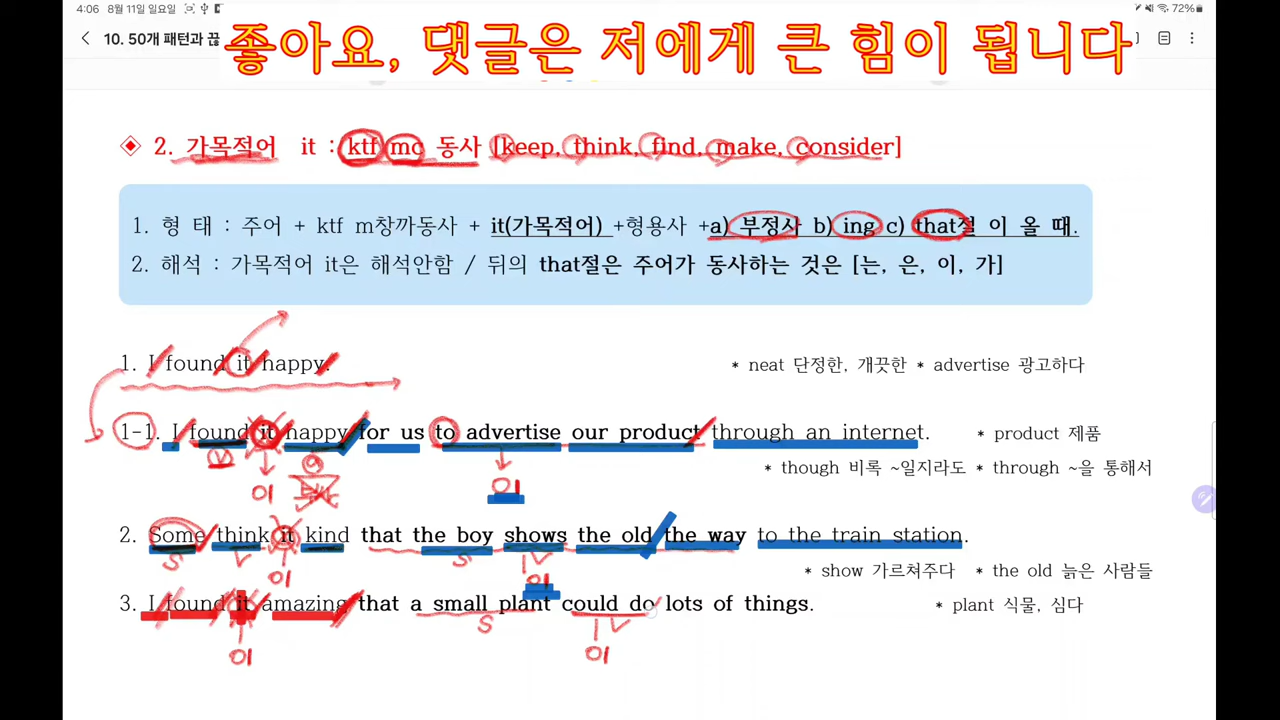 4:06 8월 11일 일요일 72%
10. 50개 패턴과 끊
좋아요, 댓글은 저에게 큰 힘이 됩니다
2. 가목적어 it : ktf mc 동사 [keep, think, find, make, consider]
1. 형 태 : 주어 + ktf m창까동사 + it(가목적어) +형용사 +a) 부정사 b) ing c) that절 이 올 때.
2. 해석 : 가목적어 it은 해석안함 / 뒤의 that절은 주어가 동사하는 것은 [는, 은, 이, 가]
1. I found it happy. * neat 단정한, 개끗한 * advertise 광고하다
1-1. I found it happy for us to advertise our product through an internet. * product 제품
* though 비록 ~일지라도 * through ~을 통해서
V 이 a 이
2. Some think it kind that the boy shows the old the way to the train station.
S V 이 S V 이
* show 가르쳐주다 * the old 늙은 사람들
3. I found it amazing that a small plant could do lots of things. * plant 식물, 심다
이 S 이 V